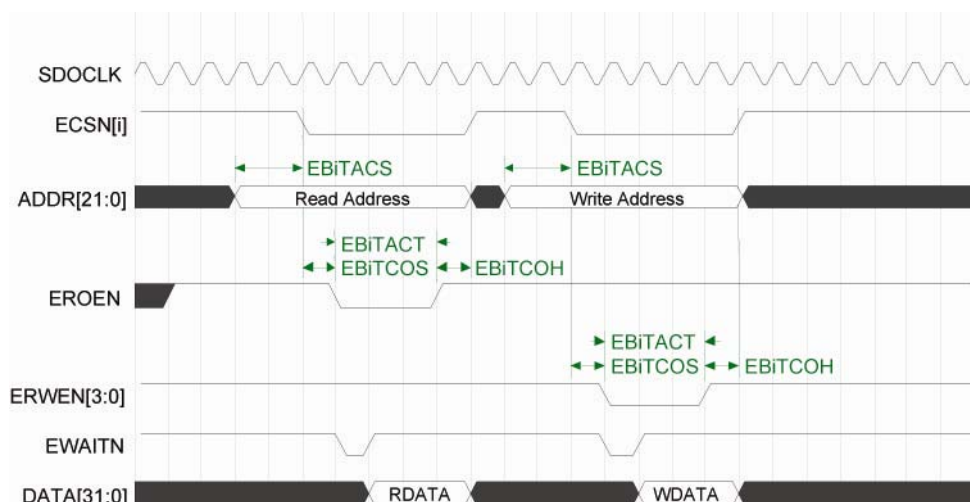 SDOCLK
ECSN[i]
EBiTACS EBiTACS
ADDR[21:0] Read Address Write Address
EBiTACT
EBiTCOS EBiTCOH
EROEN
EBiTACT
EBiTCOS EBiTCOH
ERWEN[3:0]
EWAITN
DATA[31:0] RDATA WDATA